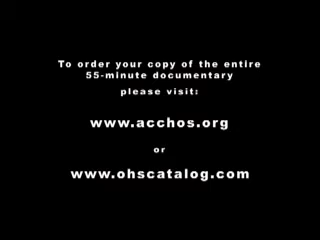 To order your copy of the entire
55-minute documentary
please visit:
www.acchos.org
or
www.ohscatalog.com